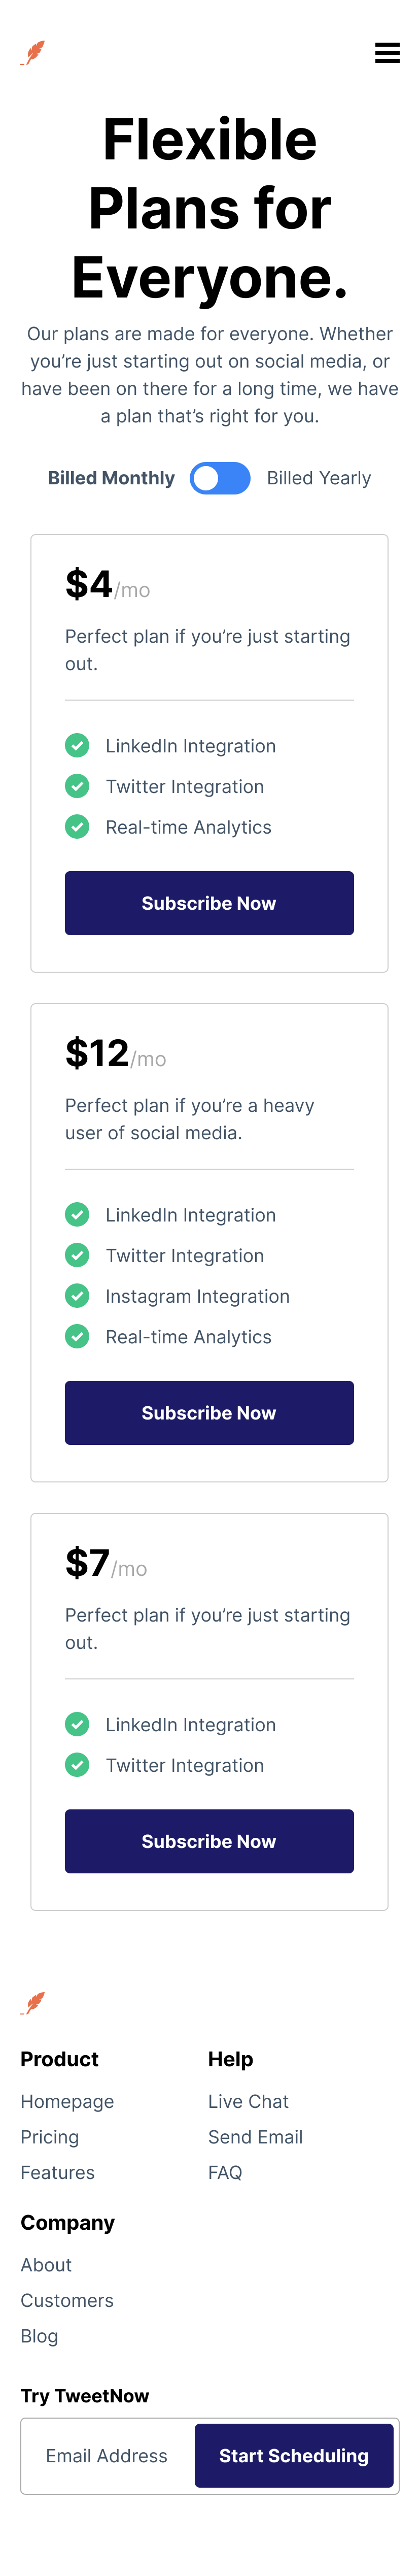 Flexible
Plans for
Everyone.
Our plans are made for everyone. Whether
you’re just starting out on social media, or
have been on there for a long time, we have
a plan that’s right for you.
Billed Monthly Billed Yearly
$4/mo
Perfect plan if you’re just starting
out.
LinkedIn Integration
Twitter Integration
Real-time Analytics
Subscribe Now
$12/mo
Perfect plan if you’re a heavy
user of social media.
LinkedIn Integration
Twitter Integration
Instagram Integration
Real-time Analytics
Subscribe Now
$7/mo
Perfect plan if you’re just starting
out.
LinkedIn Integration
Twitter Integration
Subscribe Now
Product
Homepage
Pricing
Features
Help
Live Chat
Send Email
FAQ
Company
About
Customers
Blog
Try TweetNow
Email Address
Start Scheduling